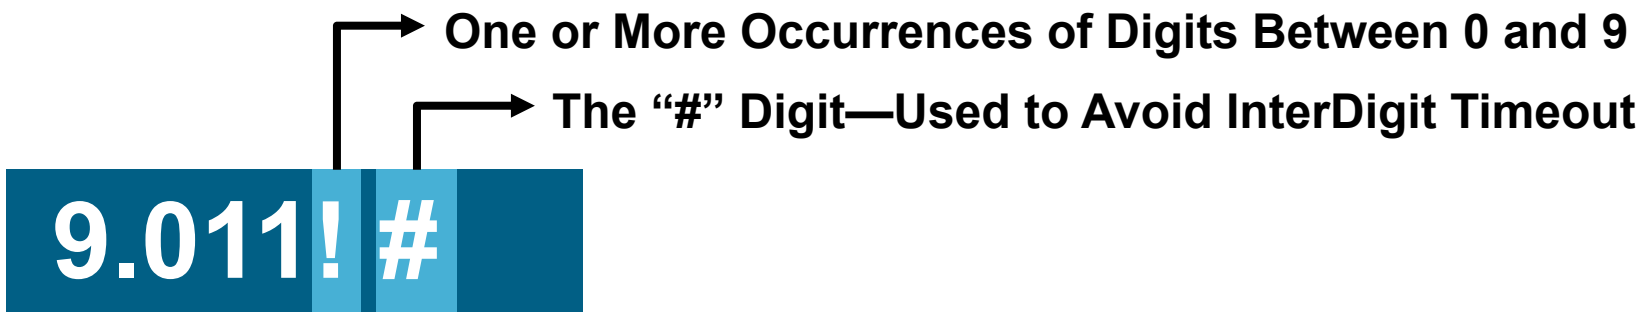 One or More Occurrences of Digits Between 0 and 9
The “#” Digit—Used to Avoid InterDigit Timeout
9.011! #